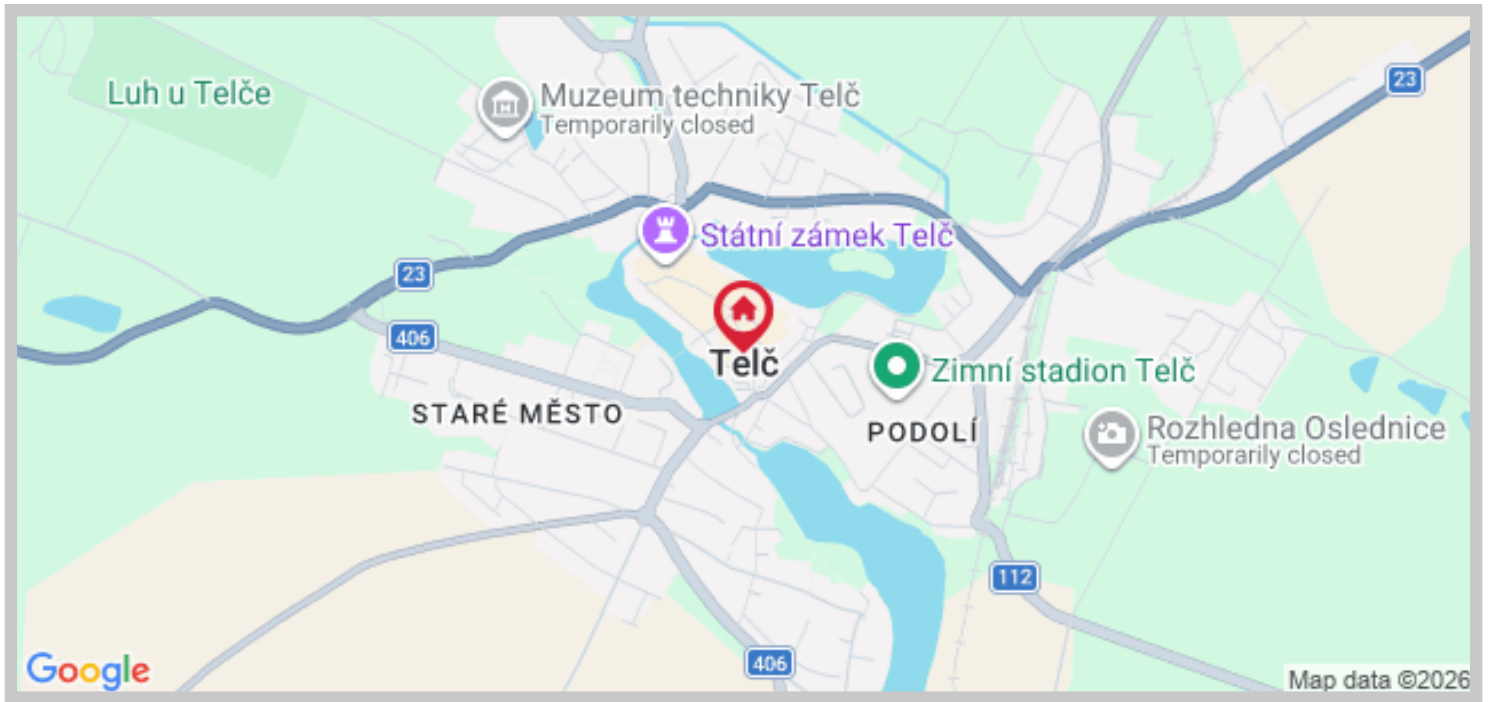 23
Luh u Telče
Muzeum techniky Telč
Temporarily closed
Státní zámek Telč
23
406
Telč
Zimní stadion Telč
STARÉ MĚSTO
PODOLÍ
Rozhledna Oslednice
Temporarily closed
112
406
Google
Map data ©2026